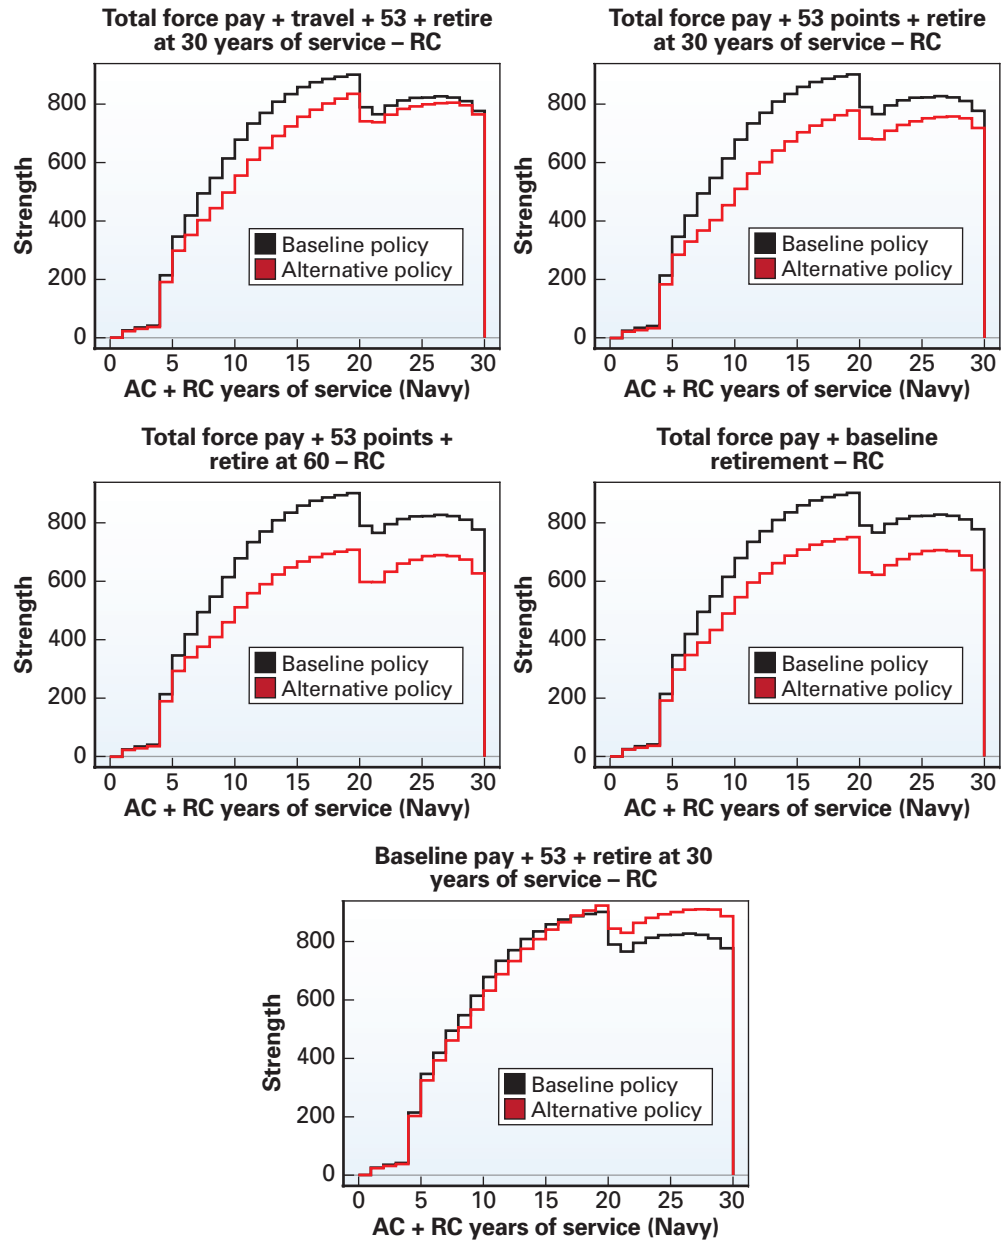 Total force pay + travel + 53 + retire
at 30 years of service – RC
800
600
400
200
0
Strength
Baseline policy
Alternative policy
0 5 10 15 20 25 30
AC + RC years of service (Navy)
Total force pay + 53 points + retire
at 30 years of service – RC
800
600
400
200
0
Strength
Baseline policy
Alternative policy
0 5 10 15 20 25 30
AC + RC years of service (Navy)
Total force pay + 53 points +
retire at 60 – RC
800
600
400
200
0
Strength
Baseline policy
Alternative policy
0 5 10 15 20 25 30
AC + RC years of service (Navy)
Total force pay + baseline
retirement – RC
800
600
400
200
0
Strength
Baseline policy
Alternative policy
0 5 10 15 20 25 30
AC + RC years of service (Navy)
Baseline pay + 53 + retire at 30
years of service – RC
800
600
400
200
0
Strength
Baseline policy
Alternative policy
0 5 10 15 20 25 30
AC + RC years of service (Navy)